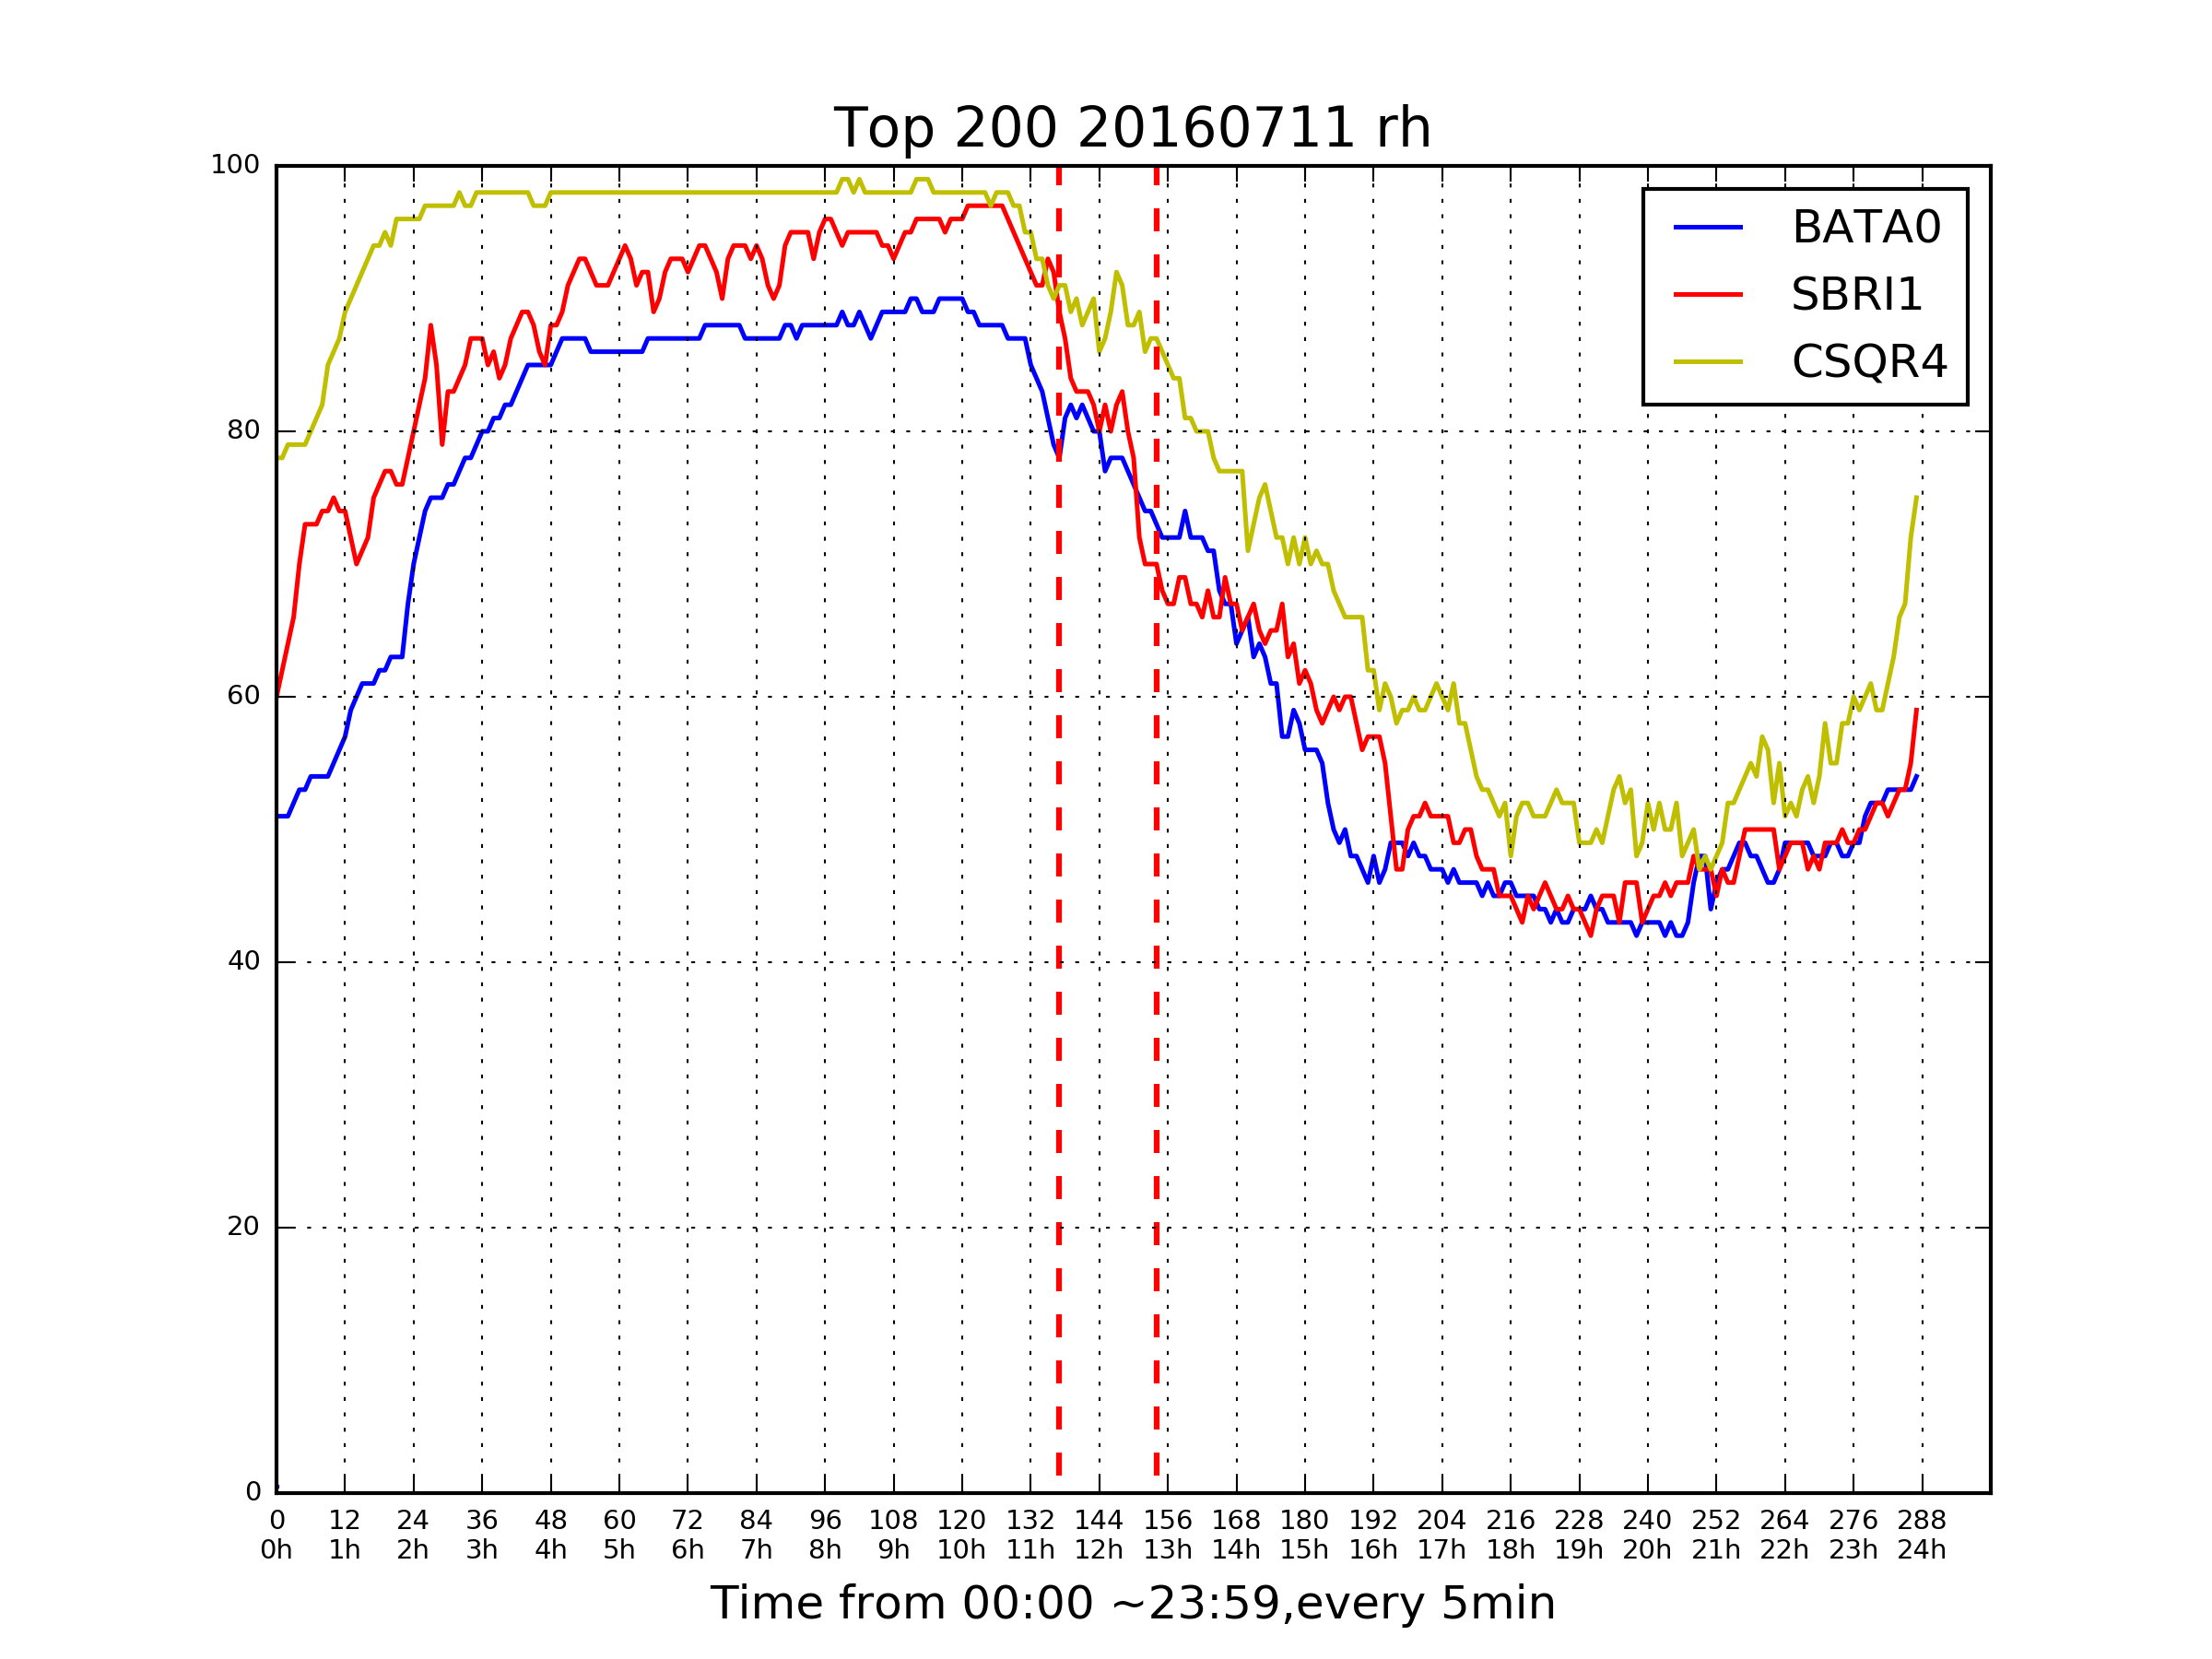 Top 200 20160711 rh
100
80
60
40
20
0
BATA0
SBRI1
CSQR4
0 12 24 36 48 60 72 84 96 108 120 132 144 156 168 180 192 204 216 228 240 252 264 276 288
0h 1h 2h 3h 4h 5h 6h 7h 8h 9h 10h 11h 12h 13h 14h 15h 16h 17h 18h 19h 20h 21h 22h 23h 24h
Time from 00:00 ~23:59,every 5min